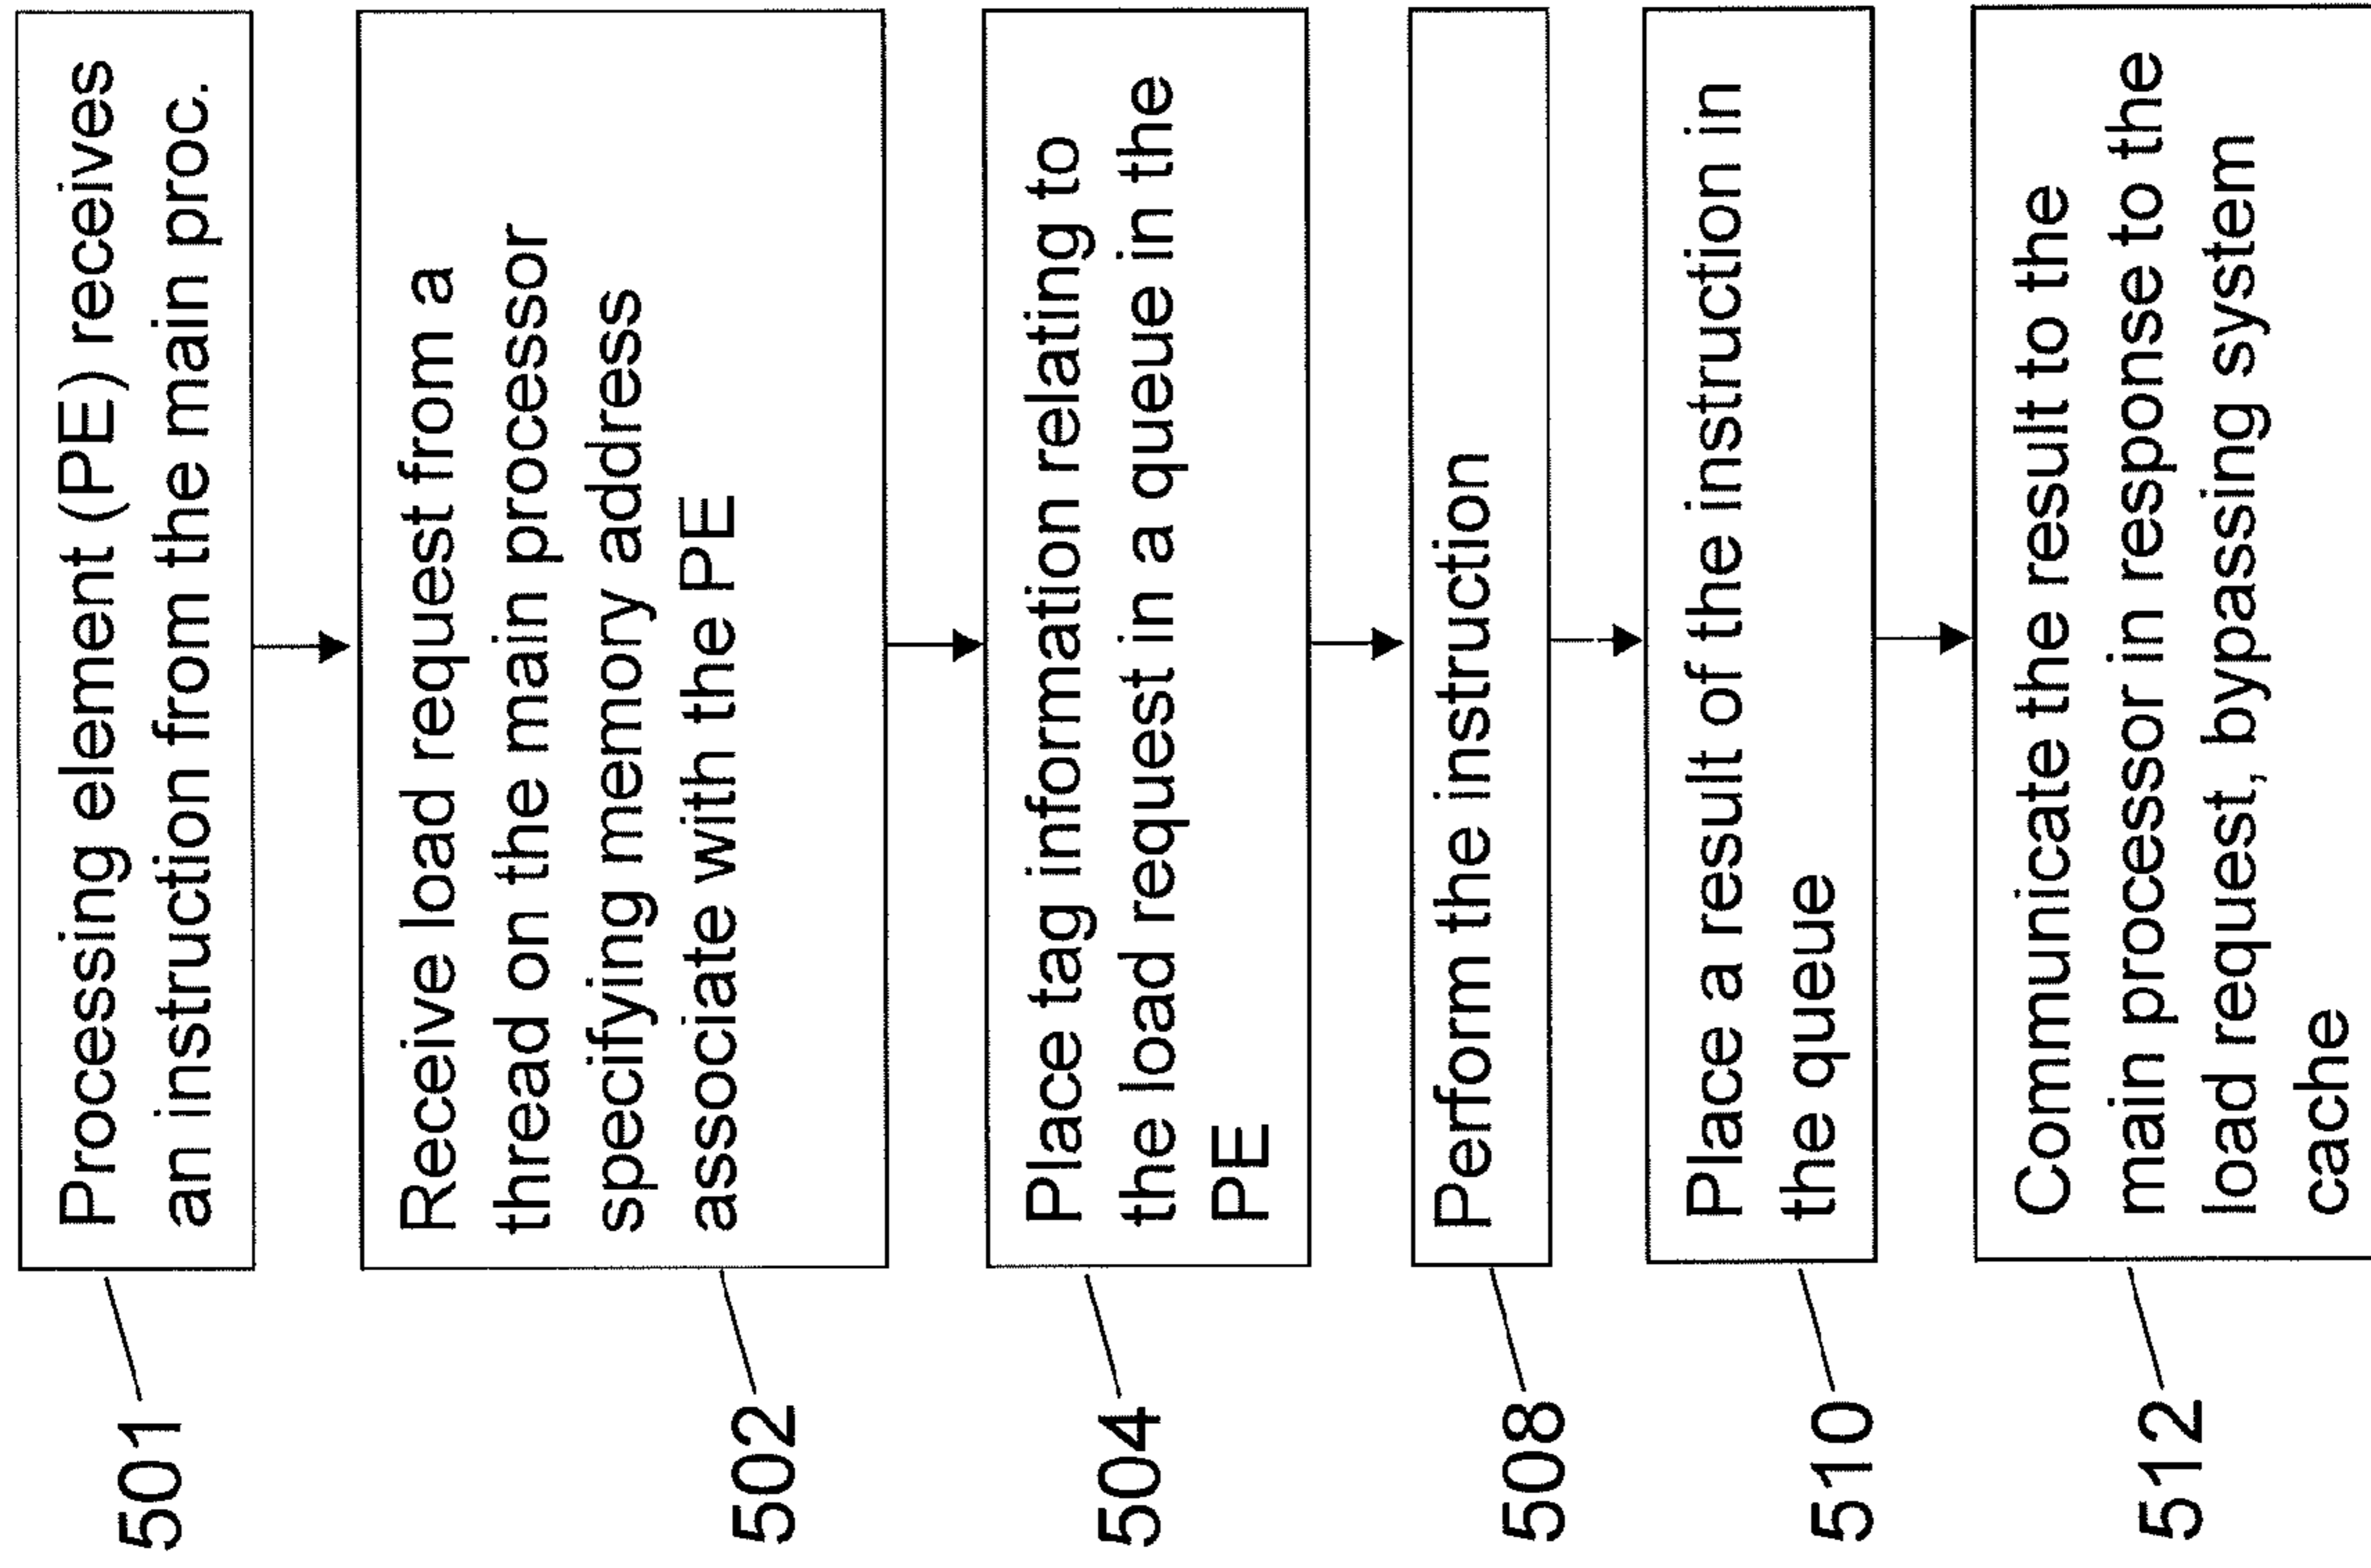 501
Processing element (PE) receives
an instruction from the main proc.
502
Receive load request from a
thread on the main processor
specifying memory address
associate with the PE
504
Place tag information relating to
the load request in a queue in the
PE
508
Perform the instruction
510
Place a result of the instruction in
the queue
512
Communicate the result to the
main processor in response to the
load request, bypassing system
cache